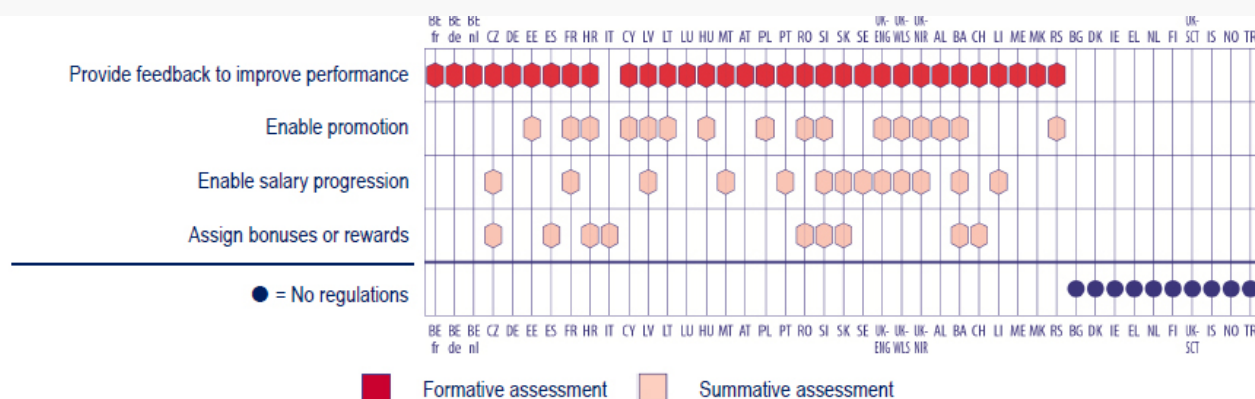 BE BE BE UK- UK- UK- UK-
fr de nl CZ DE EE ES FR HR IT CY LV LT LU HU MT AT PL PT RO SI SK SE ENG WLS NIR AL BA CH LI ME MK RS BG DK IE EL NL FI SCT IS NO TR
Provide feedback to improve performance
Enable promotion
Enable salary progression
Assign bonuses or rewards
= No regulations
BE BE BE CZ DE EE ES FR HR IT CY LV LT LU HU MT AT PL PT RO SI SK SE UK- UK- UK- AL BA CH LI ME MK RS BG DK IE EL NL FI UK- IS NO TR
fr de nl ENG WLS NIR SCT
Formative assessment Summative assessment